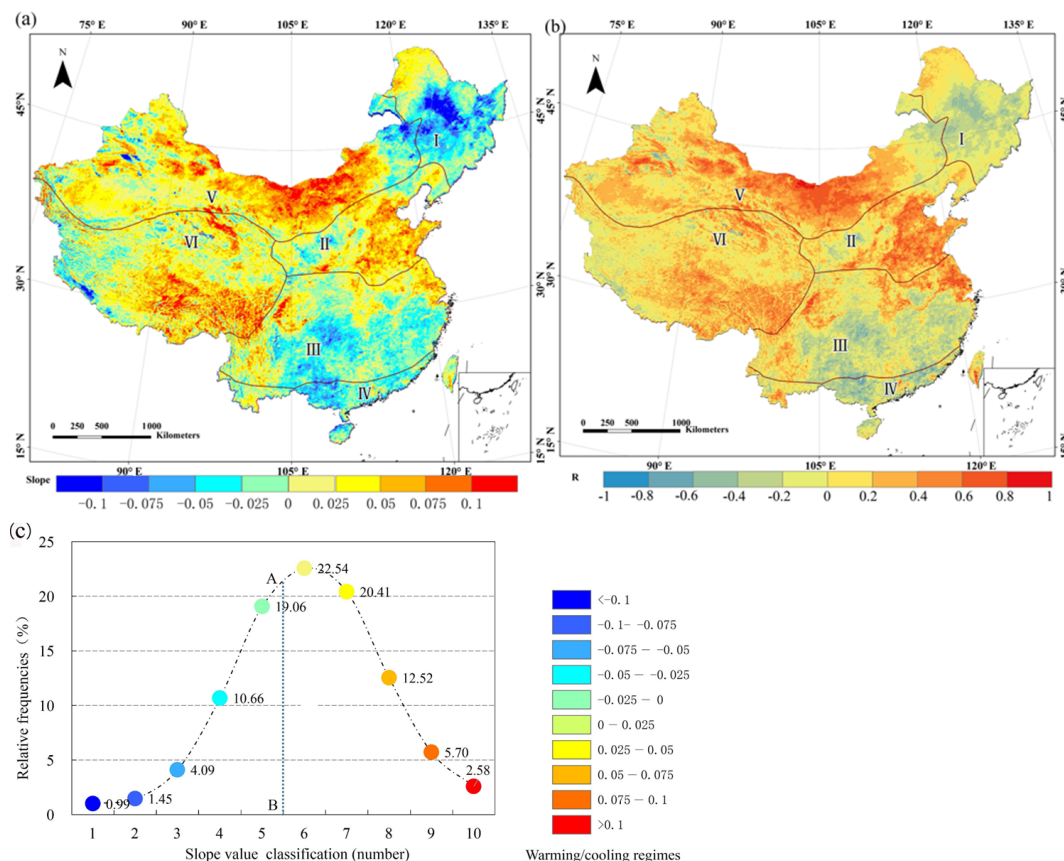 (a)
75° E
90° E
105° E
120° E
135° E
N
45° N
30° N
15° N
45° N
30° N
15° N
I
II
III
IV
V
VI
0 250 500 1000
Kilometers
90° E
105° E
120° E
Slope
-0.1 -0.075 -0.05 -0.025 0 0.025 0.05 0.075 0.1
(b)
75° E
90° E
105° E
120° E
135° E
N
45° N
30° N
15° N
45° N
30° N
15° N
I
II
III
IV
V
VI
0 250 500 1000
Kilometers
90° E
105° E
120° E
R
-1 -0.8 -0.6 -0.4 -0.2 0 0.2 0.4 0.6 0.8 1
(c)
Relative frequencies (%)
25
20
15
10
5
0
A
B
0.99
1.45
4.09
10.66
19.06
22.54
20.41
12.52
5.70
2.58
1 2 3 4 5 6 7 8 9 10
Slope value classification (number)
<-0.1
-0.1- -0.075
-0.075 - -0.05
-0.05 - -0.025
-0.025 - 0
0 - 0.025
0.025 - 0.05
0.05 - 0.075
0.075 - 0.1
>0.1
Warming/cooling regimes